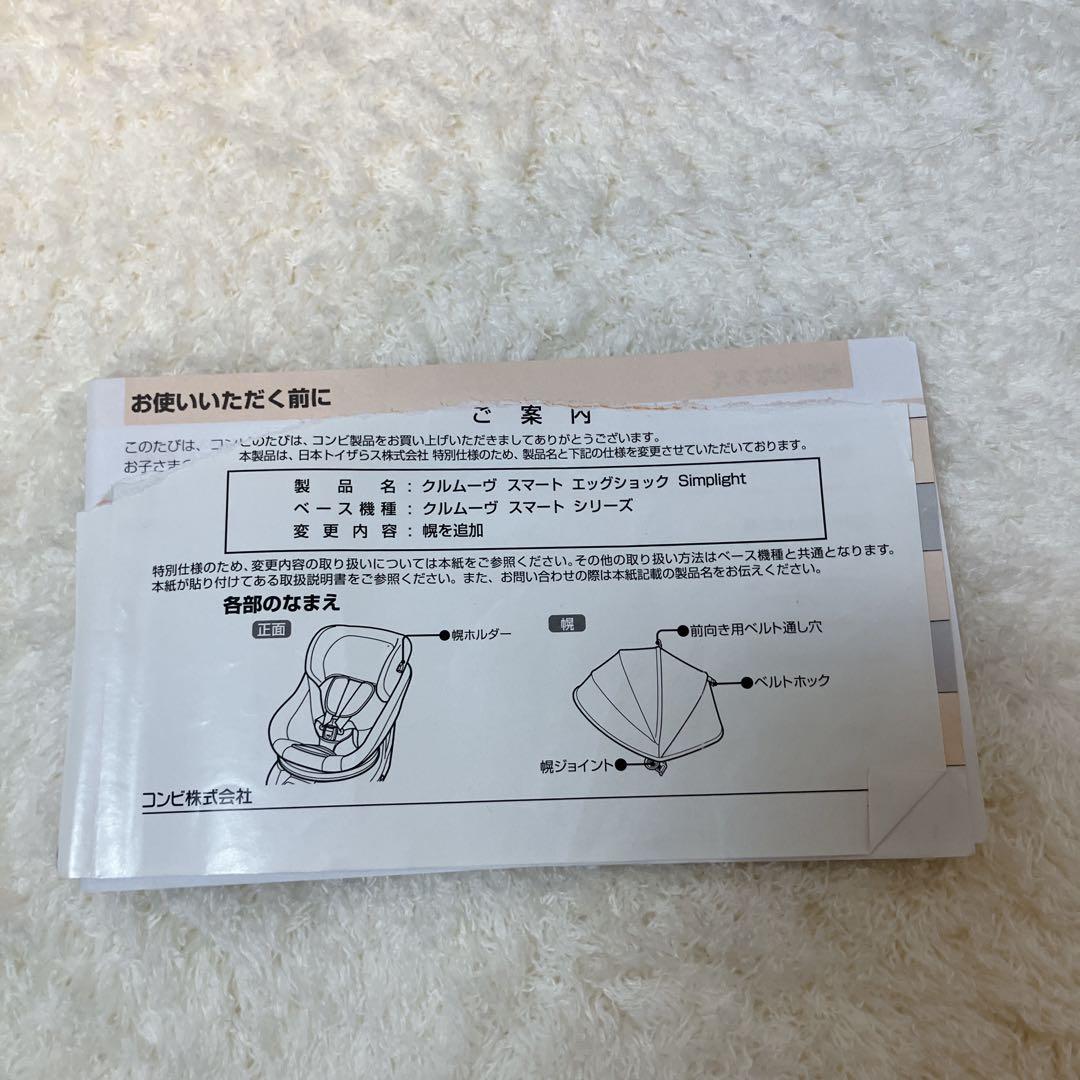 お使いいただく前に
ご案内
このたびは、コンビのたびは、コンビ製品をお買い上げいただきましてありがとうございます。
お子さまの
本製品は、日本トイザらス株式会社 特別仕様のため、製品名と下記の仕様を変更させていただいております。
製品名：クルムーヴ スマート エッグショック Simplight
ベース機種：クルムーヴ スマート シリーズ
変更内容：幌を追加
特別仕様のため、変更内容の取り扱いについては本紙をご参照ください。その他の取り扱い方法はベース機種と共通となります。
本紙が貼り付けてある取扱説明書をご参照ください。また、お問い合わせの際は本紙記載の製品名をお伝えください。
各部のなまえ
正面
幌ホルダー
幌
前向き用ベルト通し穴
ベルトホック
幌ジョイント
コンビ株式会社